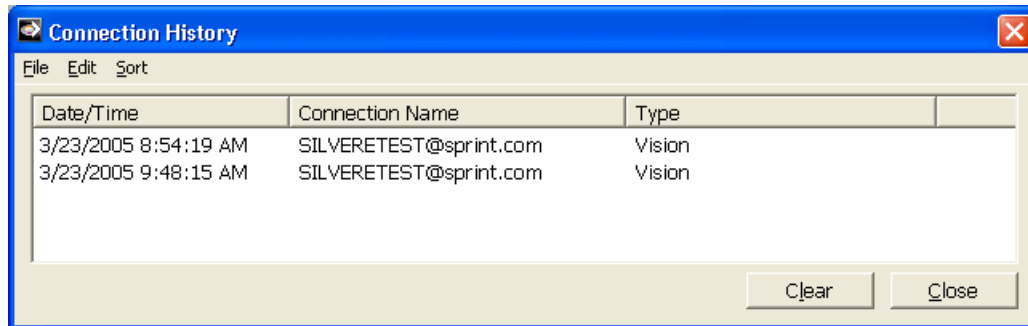 Connection History
File Edit Sort
Date/Time Connection Name Type
3/23/2005 8:54:19 AM SILVERETEST@sprint.com Vision
3/23/2005 9:48:15 AM SILVERETEST@sprint.com Vision
Clear Close